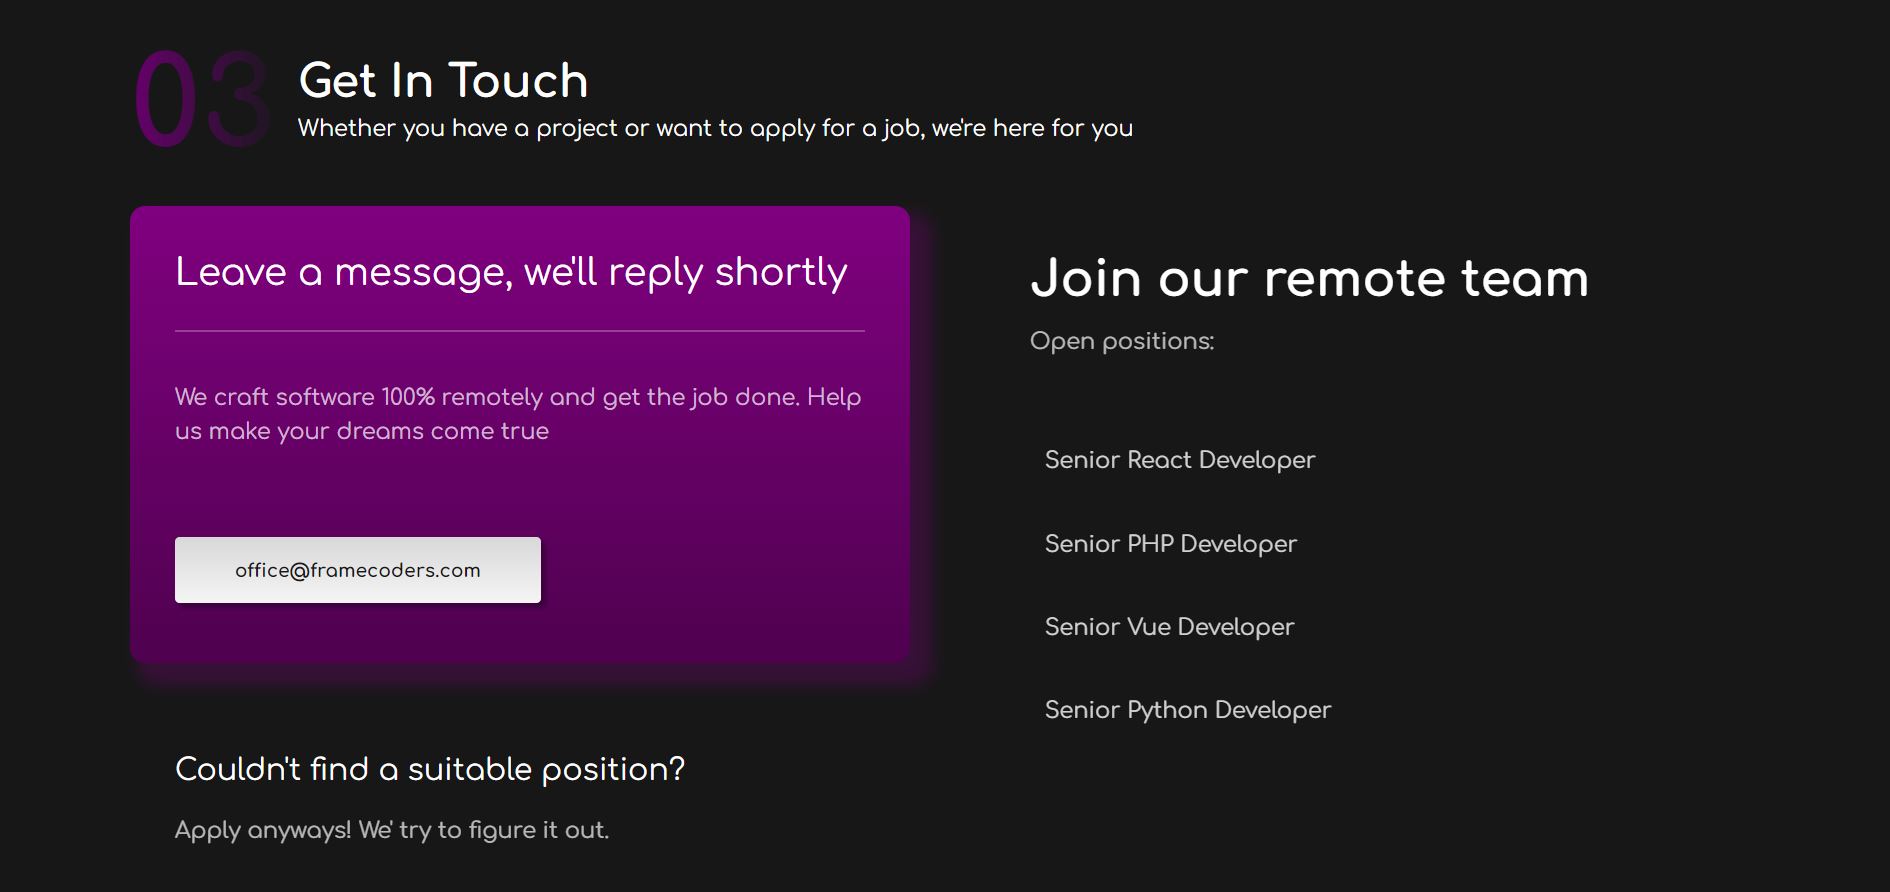 03
Get In Touch
Whether you have a project or want to apply for a job, we're here for you
Leave a message, we'll reply shortly
We craft software 100% remotely and get the job done. Help
us make your dreams come true
office@framecoders.com
Couldn't find a suitable position?
Apply anyways! We' try to figure it out.
Join our remote team
Open positions:
Senior React Developer
Senior PHP Developer
Senior Vue Developer
Senior Python Developer